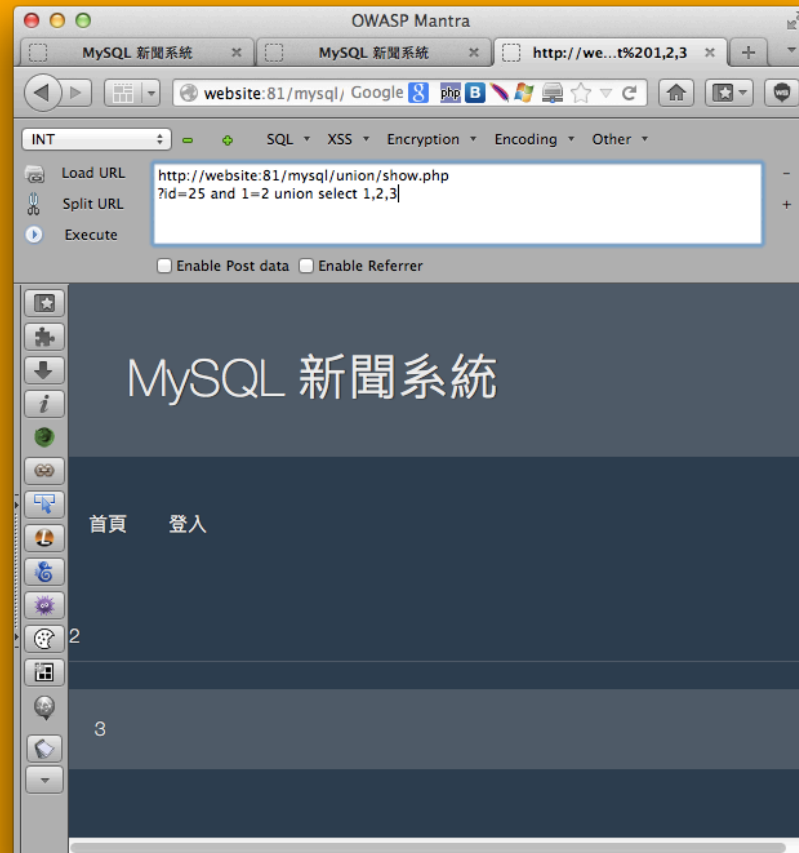 OWASP Mantra
MySQL 新聞系統 × MySQL 新聞系統 × http://we...t%201,2,3 × +
website:81/mysql/ Google 8 php B
INT SQL XSS Encryption Encoding Other
Load URL http://website:81/mysql/union/show.php
Split URL ?id=25 and 1=2 union select 1,2,3
Execute
Enable Post data Enable Referrer
MySQL 新聞系統
首頁 登入
2
3